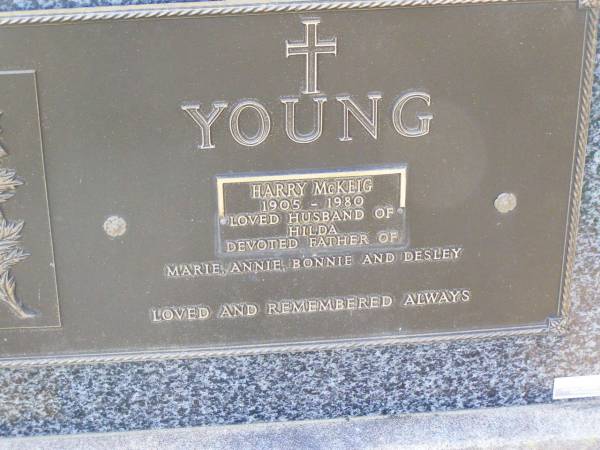 YOUNG
HARRY McKEIG
1905 - 1980
LOVED HUSBAND OF
HILDA
DEVOTED FATHER OF
MARIE, ANNIE, BONNIE AND DESLEY
LOVED AND REMEMBERED ALWAYS